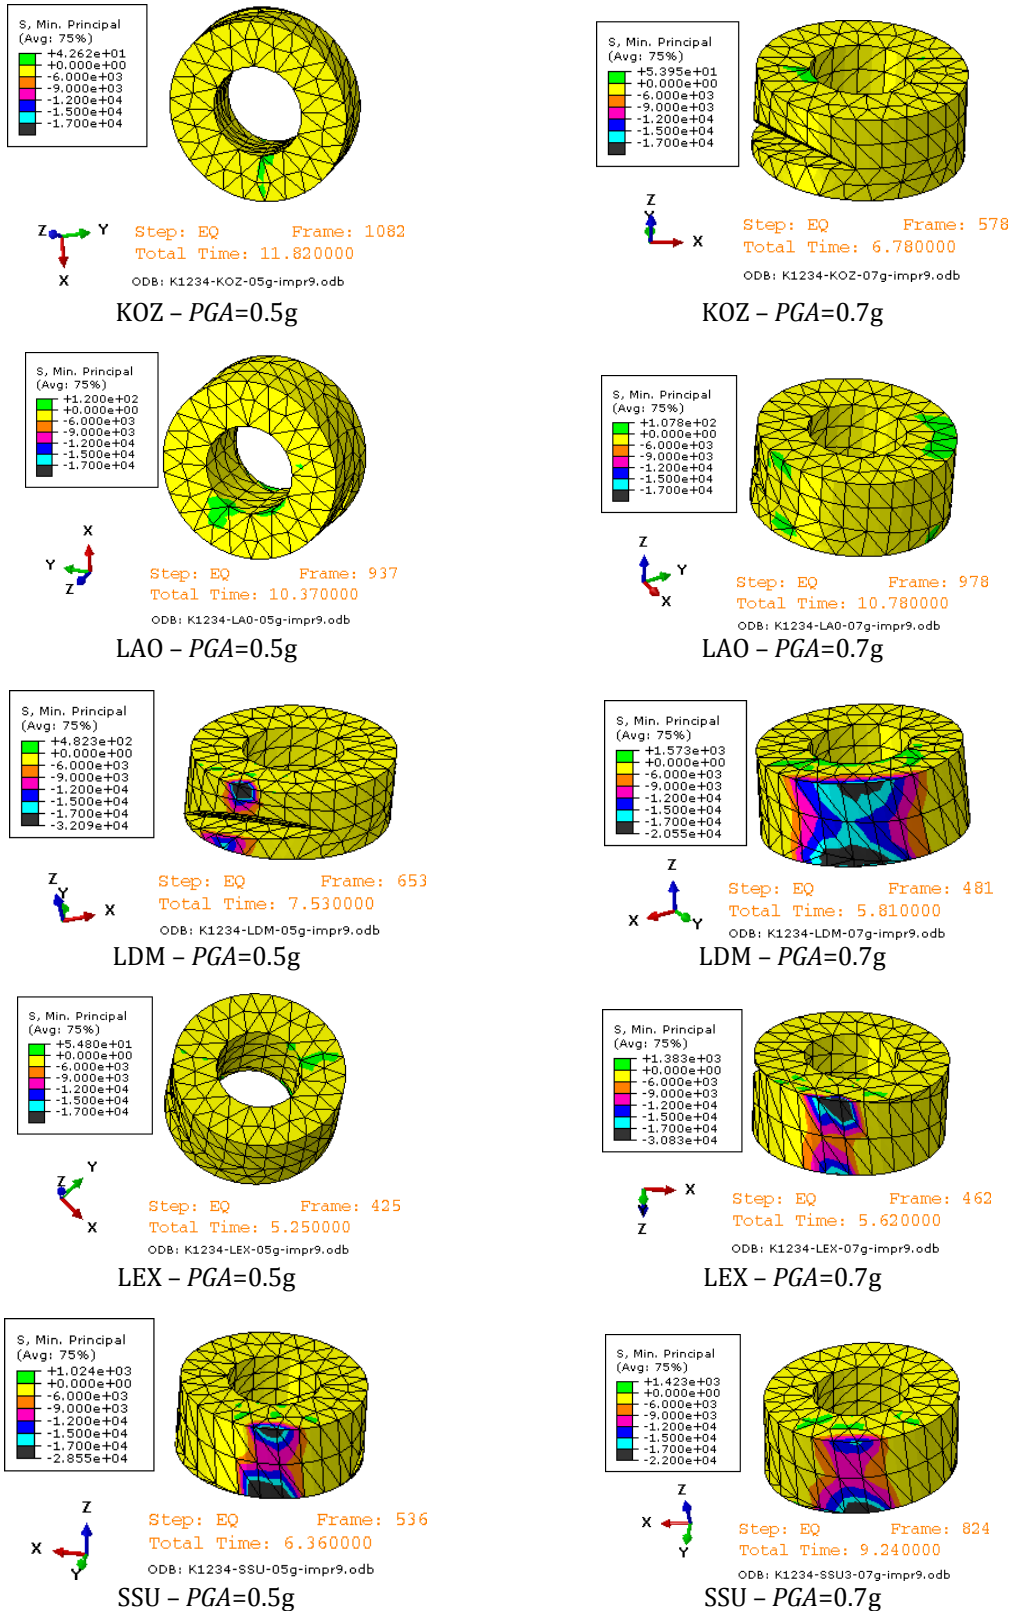 S, Min. Principal
(Avg: 75%)
+4.262e+01
+0.000e+00
-6.000e+03
-9.000e+03
-1.200e+04
-1.500e+04
-1.700e+04
Z Y X
Step: EQ Frame: 1082
Total Time: 11.820000
ODB: K1234-KOZ-05g-impr9.odb
KOZ – PGA=0.5g
S, Min. Principal
(Avg: 75%)
+5.395e+01
+0.000e+00
-6.000e+03
-9.000e+03
-1.200e+04
-1.500e+04
-1.700e+04
Z Y X
Step: EQ Frame: 578
Total Time: 6.780000
ODB: K1234-KOZ-07g-impr9.odb
KOZ – PGA=0.7g
S, Min. Principal
(Avg: 75%)
+1.200e+02
+0.000e+00
-6.000e+03
-9.000e+03
-1.200e+04
-1.500e+04
-1.700e+04
X Y Z
Step: EQ Frame: 937
Total Time: 10.370000
ODB: K1234-LA0-05g-impr9.odb
LAO – PGA=0.5g
S, Min. Principal
(Avg: 75%)
+1.078e+02
+0.000e+00
-6.000e+03
-9.000e+03
-1.200e+04
-1.500e+04
-1.700e+04
Z Y X
Step: EQ Frame: 978
Total Time: 10.780000
ODB: K1234-LA0-07g-impr9.odb
LAO – PGA=0.7g
S, Min. Principal
(Avg: 75%)
+4.823e+02
+0.000e+00
-6.000e+03
-9.000e+03
-1.200e+04
-1.500e+04
-1.700e+04
-3.209e+04
Z Y X
Step: EQ Frame: 653
Total Time: 7.530000
ODB: K1234-LDM-05g-impr9.odb
LDM – PGA=0.5g
S, Min. Principal
(Avg: 75%)
+1.573e+03
+0.000e+00
-6.000e+03
-9.000e+03
-1.200e+04
-1.500e+04
-1.700e+04
-2.055e+04
Z X Y
Step: EQ Frame: 481
Total Time: 5.810000
ODB: K1234-LDM-07g-impr9.odb
LDM – PGA=0.7g
S, Min. Principal
(Avg: 75%)
+5.480e+01
+0.000e+00
-6.000e+03
-9.000e+03
-1.200e+04
-1.500e+04
-1.700e+04
Z Y X
Step: EQ Frame: 425
Total Time: 5.250000
ODB: K1234-LEX-05g-impr9.odb
LEX – PGA=0.5g
S, Min. Principal
(Avg: 75%)
+1.383e+03
+0.000e+00
-6.000e+03
-9.000e+03
-1.200e+04
-1.500e+04
-1.700e+04
-3.083e+04
X Z
Step: EQ Frame: 462
Total Time: 5.620000
ODB: K1234-LEX-07g-impr9.odb
LEX – PGA=0.7g
S, Min. Principal
(Avg: 75%)
+1.024e+03
+0.000e+00
-6.000e+03
-9.000e+03
-1.200e+04
-1.500e+04
-1.700e+04
-2.855e+04
Z X Y
Step: EQ Frame: 536
Total Time: 6.360000
ODB: K1234-SSU-05g-impr9.odb
SSU – PGA=0.5g
S, Min. Principal
(Avg: 75%)
+1.423e+03
+0.000e+00
-6.000e+03
-9.000e+03
-1.200e+04
-1.500e+04
-1.700e+04
-2.200e+04
Z X Y
Step: EQ Frame: 824
Total Time: 9.240000
ODB: K1234-SSU3-07g-impr9.odb
SSU – PGA=0.7g